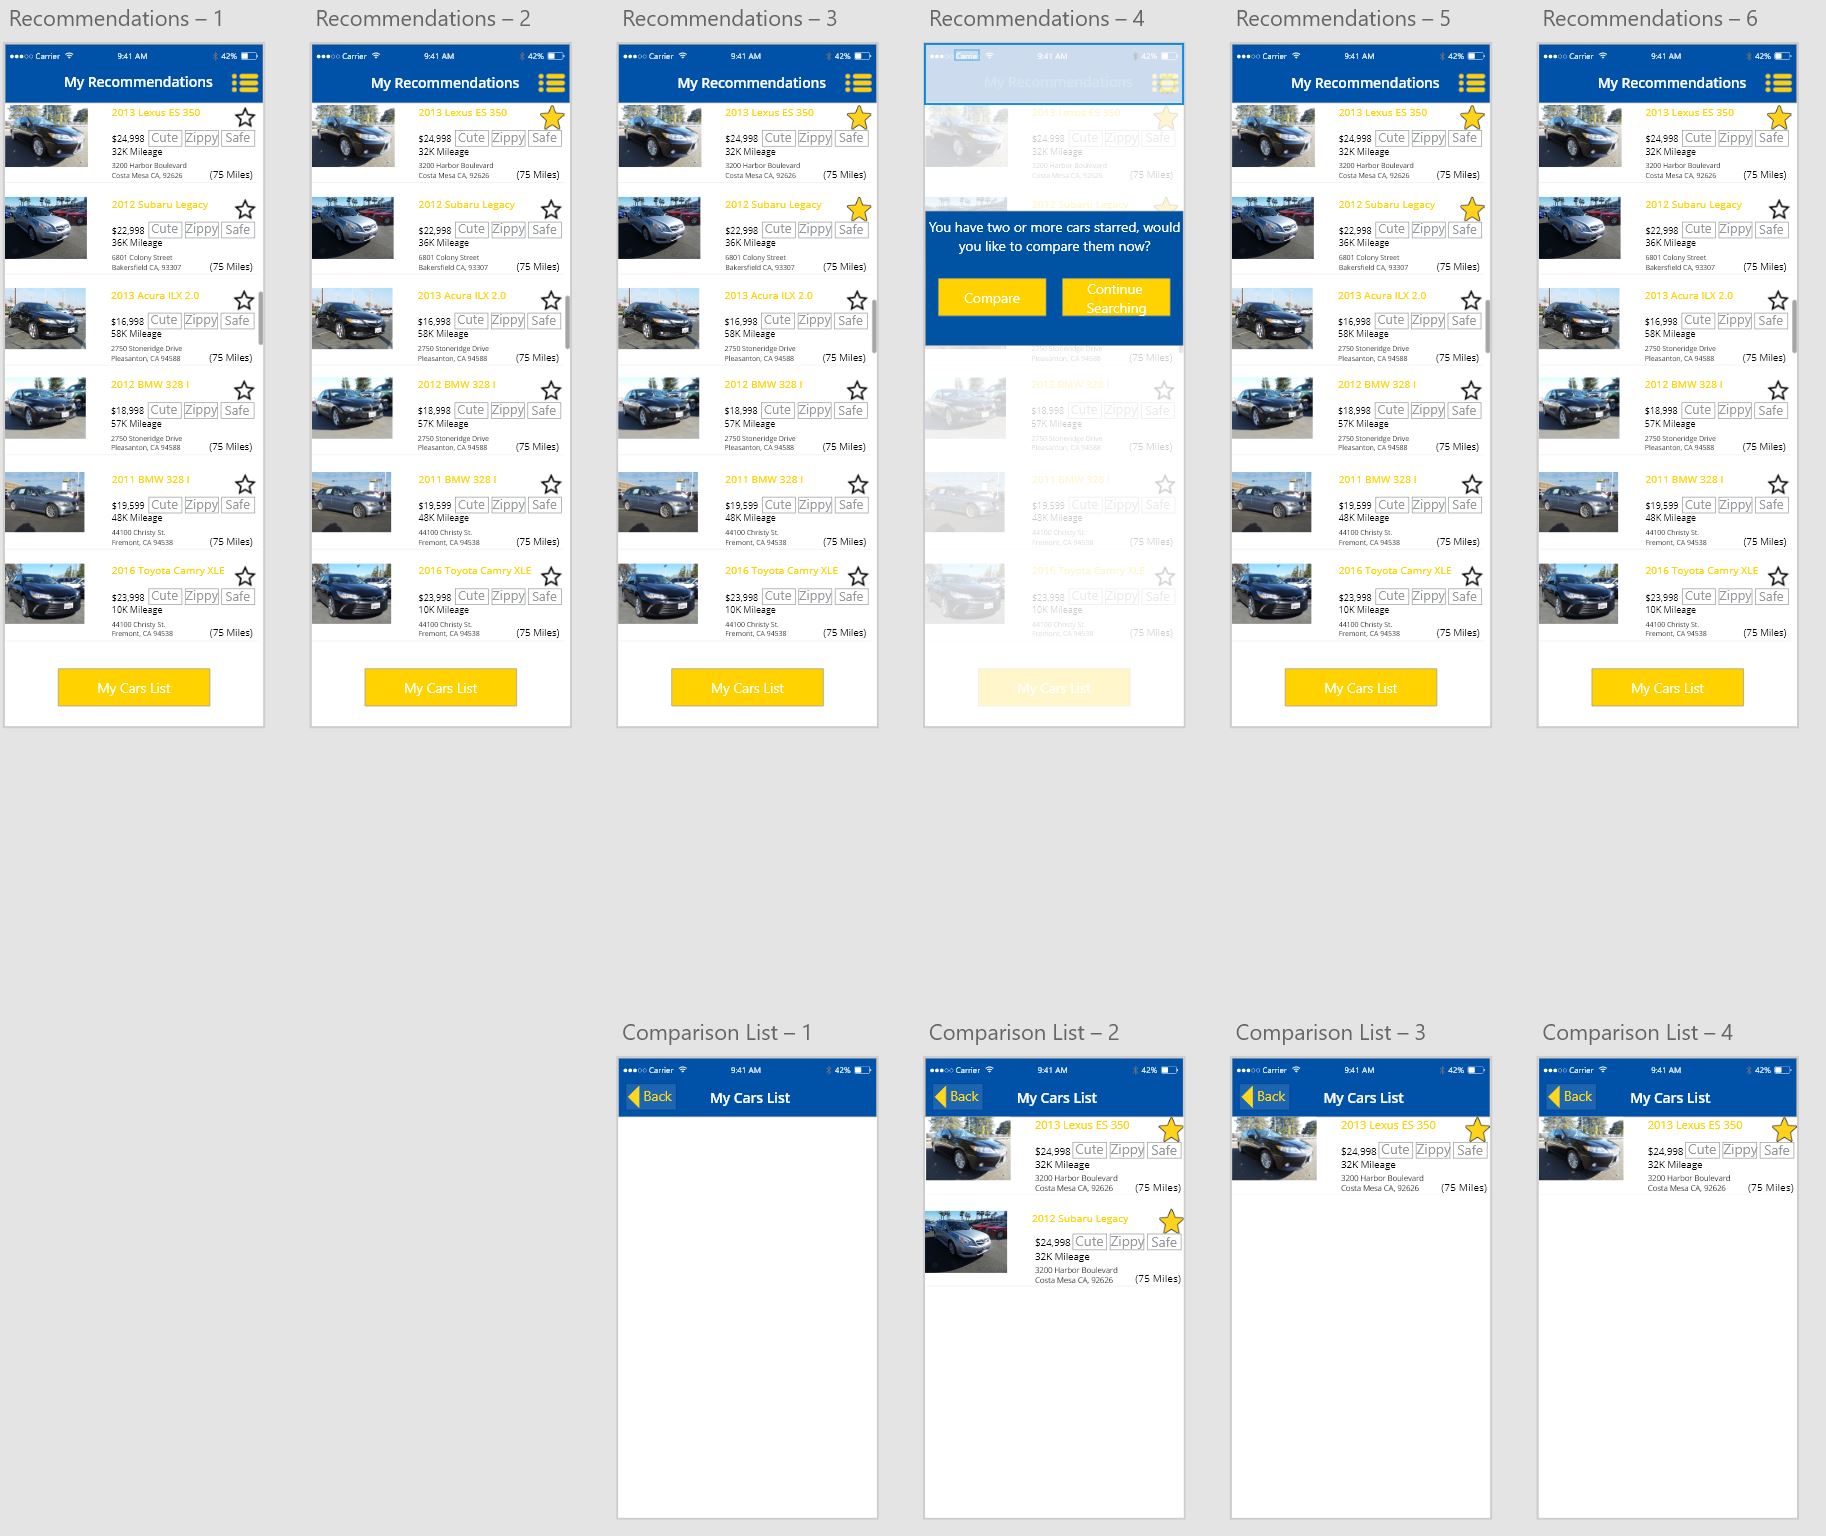 Recommendations – 1
Carrier
9:41 AM
42%
My Recommendations
2013 Lexus ES 350
$24,998 Cute Zippy Safe
32K Mileage
3200 Harbor Boulevard
Costa Mesa CA, 92626 (75 Miles)
2012 Subaru Legacy
$22,998 Cute Zippy Safe
36K Mileage
6801 Colony Street
Bakersfield CA, 93307 (75 Miles)
2013 Acura ILX 2.0
$16,998 Cute Zippy Safe
58K Mileage
2750 Stoneridge Drive
Pleasanton, CA 94588 (75 Miles)
2012 BMW 328 I
$18,998 Cute Zippy Safe
57K Mileage
2750 Stoneridge Drive
Pleasanton, CA 94588 (75 Miles)
2011 BMW 328 I
$19,599 Cute Zippy Safe
48K Mileage
44100 Christy St.
Fremont, CA 94538 (75 Miles)
2016 Toyota Camry XLE
$23,998 Cute Zippy Safe
10K Mileage
44100 Christy St.
Fremont, CA 94538 (75 Miles)
My Cars List
Recommendations – 2
Carrier
9:41 AM
42%
My Recommendations
2013 Lexus ES 350
$24,998 Cute Zippy Safe
32K Mileage
3200 Harbor Boulevard
Costa Mesa CA, 92626 (75 Miles)
2012 Subaru Legacy
$22,998 Cute Zippy Safe
36K Mileage
6801 Colony Street
Bakersfield CA, 93307 (75 Miles)
2013 Acura ILX 2.0
$16,998 Cute Zippy Safe
58K Mileage
2750 Stoneridge Drive
Pleasanton, CA 94588 (75 Miles)
2012 BMW 328 I
$18,998 Cute Zippy Safe
57K Mileage
2750 Stoneridge Drive
Pleasanton, CA 94588 (75 Miles)
2011 BMW 328 I
$19,599 Cute Zippy Safe
48K Mileage
44100 Christy St.
Fremont, CA 94538 (75 Miles)
2016 Toyota Camry XLE
$23,998 Cute Zippy Safe
10K Mileage
44100 Christy St.
Fremont, CA 94538 (75 Miles)
My Cars List
Recommendations – 3
Carrier
9:41 AM
42%
My Recommendations
2013 Lexus ES 350
$24,998 Cute Zippy Safe
32K Mileage
3200 Harbor Boulevard
Costa Mesa CA, 92626 (75 Miles)
2012 Subaru Legacy
$22,998 Cute Zippy Safe
36K Mileage
6801 Colony Street
Bakersfield CA, 93307 (75 Miles)
2013 Acura ILX 2.0
$16,998 Cute Zippy Safe
58K Mileage
2750 Stoneridge Drive
Pleasanton, CA 94588 (75 Miles)
2012 BMW 328 I
$18,998 Cute Zippy Safe
57K Mileage
2750 Stoneridge Drive
Pleasanton, CA 94588 (75 Miles)
2011 BMW 328 I
$19,599 Cute Zippy Safe
48K Mileage
44100 Christy St.
Fremont, CA 94538 (75 Miles)
2016 Toyota Camry XLE
$23,998 Cute Zippy Safe
10K Mileage
44100 Christy St.
Fremont, CA 94538 (75 Miles)
My Cars List
Recommendations – 4
Carrier
9:41 AM
42%
My Recommendations
2013 Lexus ES 350
$24,998 Cute Zippy Safe
32K Mileage
3200 Harbor Boulevard
Costa Mesa CA, 92626 (75 Miles)
2012 Subaru Legacy
You have two or more cars starred, would
you like to compare them now?
Compare
Continue
Searching
2750 Stoneridge Drive
Pleasanton, CA 94588 (75 Miles)
2012 BMW 328 I
$18,998 Cute Zippy Safe
57K Mileage
2750 Stoneridge Drive
Pleasanton, CA 94588 (75 Miles)
2011 BMW 328 I
$19,599 Cute Zippy Safe
48K Mileage
44100 Christy St.
Fremont, CA 94538 (75 Miles)
2016 Toyota Camry XLE
$23,998 Cute Zippy Safe
10K Mileage
44100 Christy St.
Fremont, CA 94538 (75 Miles)
My Cars List
Recommendations – 5
Carrier
9:41 AM
42%
My Recommendations
2013 Lexus ES 350
$24,998 Cute Zippy Safe
32K Mileage
3200 Harbor Boulevard
Costa Mesa CA, 92626 (75 Miles)
2012 Subaru Legacy
$22,998 Cute Zippy Safe
36K Mileage
6801 Colony Street
Bakersfield CA, 93307 (75 Miles)
2013 Acura ILX 2.0
$16,998 Cute Zippy Safe
58K Mileage
2750 Stoneridge Drive
Pleasanton, CA 94588 (75 Miles)
2012 BMW 328 I
$18,998 Cute Zippy Safe
57K Mileage
2750 Stoneridge Drive
Pleasanton, CA 94588 (75 Miles)
2011 BMW 328 I
$19,599 Cute Zippy Safe
48K Mileage
44100 Christy St.
Fremont, CA 94538 (75 Miles)
2016 Toyota Camry XLE
$23,998 Cute Zippy Safe
10K Mileage
44100 Christy St.
Fremont, CA 94538 (75 Miles)
My Cars List
Recommendations – 6
Carrier
9:41 AM
42%
My Recommendations
2013 Lexus ES 350
$24,998 Cute Zippy Safe
32K Mileage
3200 Harbor Boulevard
Costa Mesa CA, 92626 (75 Miles)
2012 Subaru Legacy
$22,998 Cute Zippy Safe
36K Mileage
6801 Colony Street
Bakersfield CA, 93307 (75 Miles)
2013 Acura ILX 2.0
$16,998 Cute Zippy Safe
58K Mileage
2750 Stoneridge Drive
Pleasanton, CA 94588 (75 Miles)
2012 BMW 328 I
$18,998 Cute Zippy Safe
57K Mileage
2750 Stoneridge Drive
Pleasanton, CA 94588 (75 Miles)
2011 BMW 328 I
$19,599 Cute Zippy Safe
48K Mileage
44100 Christy St.
Fremont, CA 94538 (75 Miles)
2016 Toyota Camry XLE
$23,998 Cute Zippy Safe
10K Mileage
44100 Christy St.
Fremont, CA 94538 (75 Miles)
My Cars List
Comparison List – 1
Carrier
9:41 AM
42%
Back
My Cars List
Comparison List – 2
Carrier
9:41 AM
42%
Back
My Cars List
2013 Lexus ES 350
$24,998 Cute Zippy Safe
32K Mileage
3200 Harbor Boulevard
Costa Mesa CA, 92626 (75 Miles)
2012 Subaru Legacy
$24,998 Cute Zippy Safe
32K Mileage
3200 Harbor Boulevard
Costa Mesa CA, 92626 (75 Miles)
Comparison List – 3
Carrier
9:41 AM
42%
Back
My Cars List
2013 Lexus ES 350
$24,998 Cute Zippy Safe
32K Mileage
3200 Harbor Boulevard
Costa Mesa CA, 92626 (75 Miles)
Comparison List – 4
Carrier
9:41 AM
42%
Back
My Cars List
2013 Lexus ES 350
$24,998 Cute Zippy Safe
32K Mileage
3200 Harbor Boulevard
Costa Mesa CA, 92626 (75 Miles)